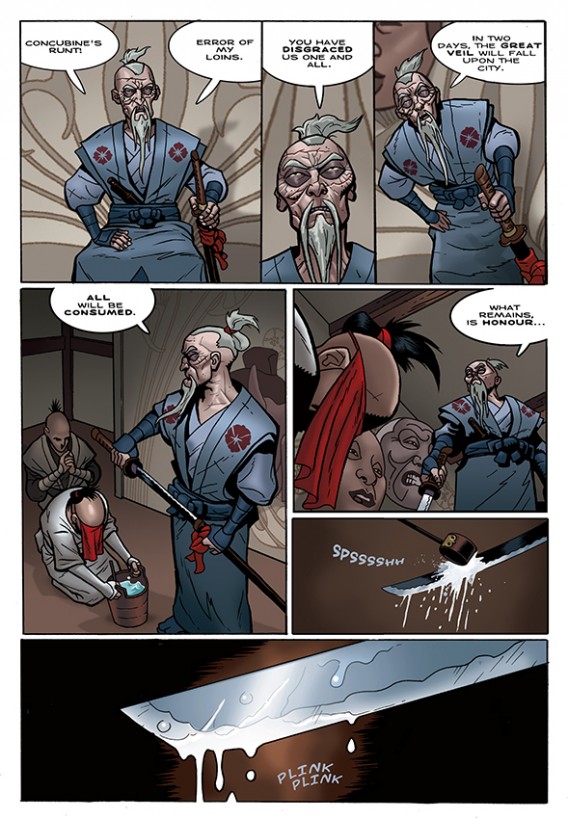 CONCUBINE'S
RUNT!
ERROR OF
MY
LOINS.
YOU HAVE
DISGRACED
US ONE AND
ALL.
IN TWO
DAYS, THE GREAT
VEIL WILL FALL
UPON THE
CITY.
ALL
WILL BE
CONSUMED.
WHAT
REMAINS,
IS HONOUR...
SPSSSSHH
PLINK
PLINK